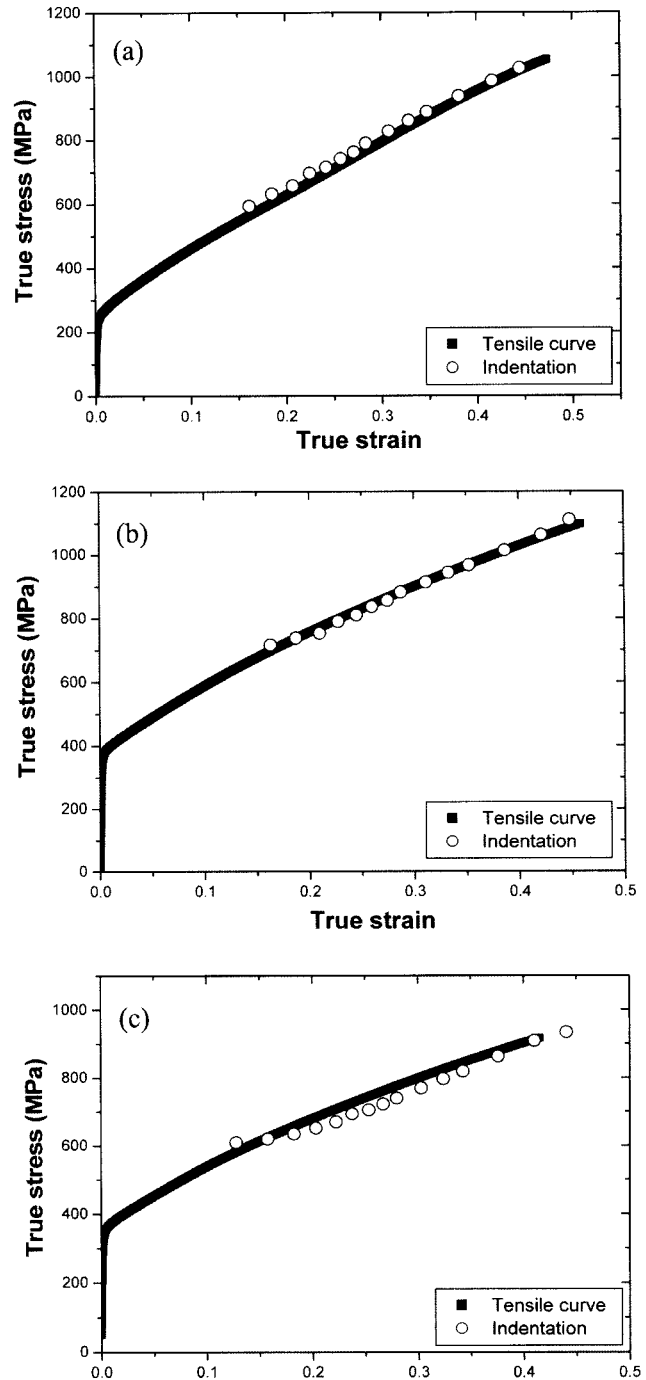 1200
(a)
1000
800
600
400
200
0
True stress (MPa)
Tensile curve
Indentation
0.0 0.1 0.2 0.3 0.4 0.5
True strain
1200
(b)
1000
800
600
400
200
0
True stress (MPa)
Tensile curve
Indentation
0.0 0.1 0.2 0.3 0.4 0.5
True strain
(c)
1000
800
600
400
200
0
True stress (MPa)
Tensile curve
Indentation
0.0 0.1 0.2 0.3 0.4 0.5